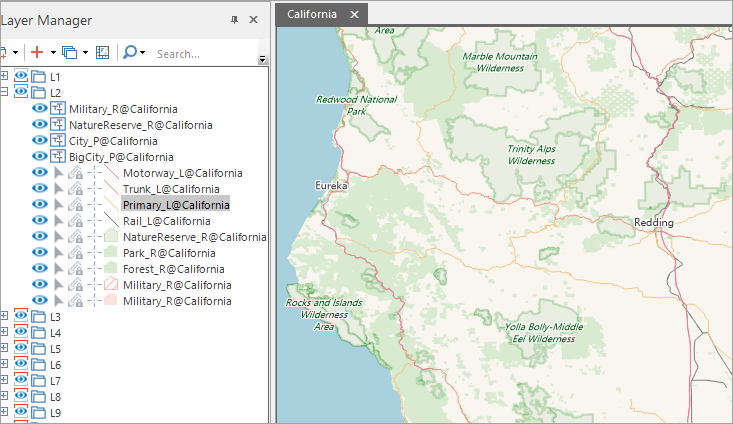 Layer Manager
Search...
L1
L2
Military_R@California
NatureReserve_R@California
City_P@California
BigCity_P@California
Motorway_L@California
Trunk_L@California
Primary_L@California
Rail_L@California
NatureReserve_R@California
Park_R@California
Forest_R@California
Military_R@California
Military_R@California
L3
L4
L5
L6
L7
L8
L9
California
Area
Marble Mountain
Wilderness
Redwood National
Park
Trinity Alps
Wilderness
Eureka
Redding
Rocks and Islands
Wilderness
Area
Yolla Bolly-Middle
Eel Wilderness